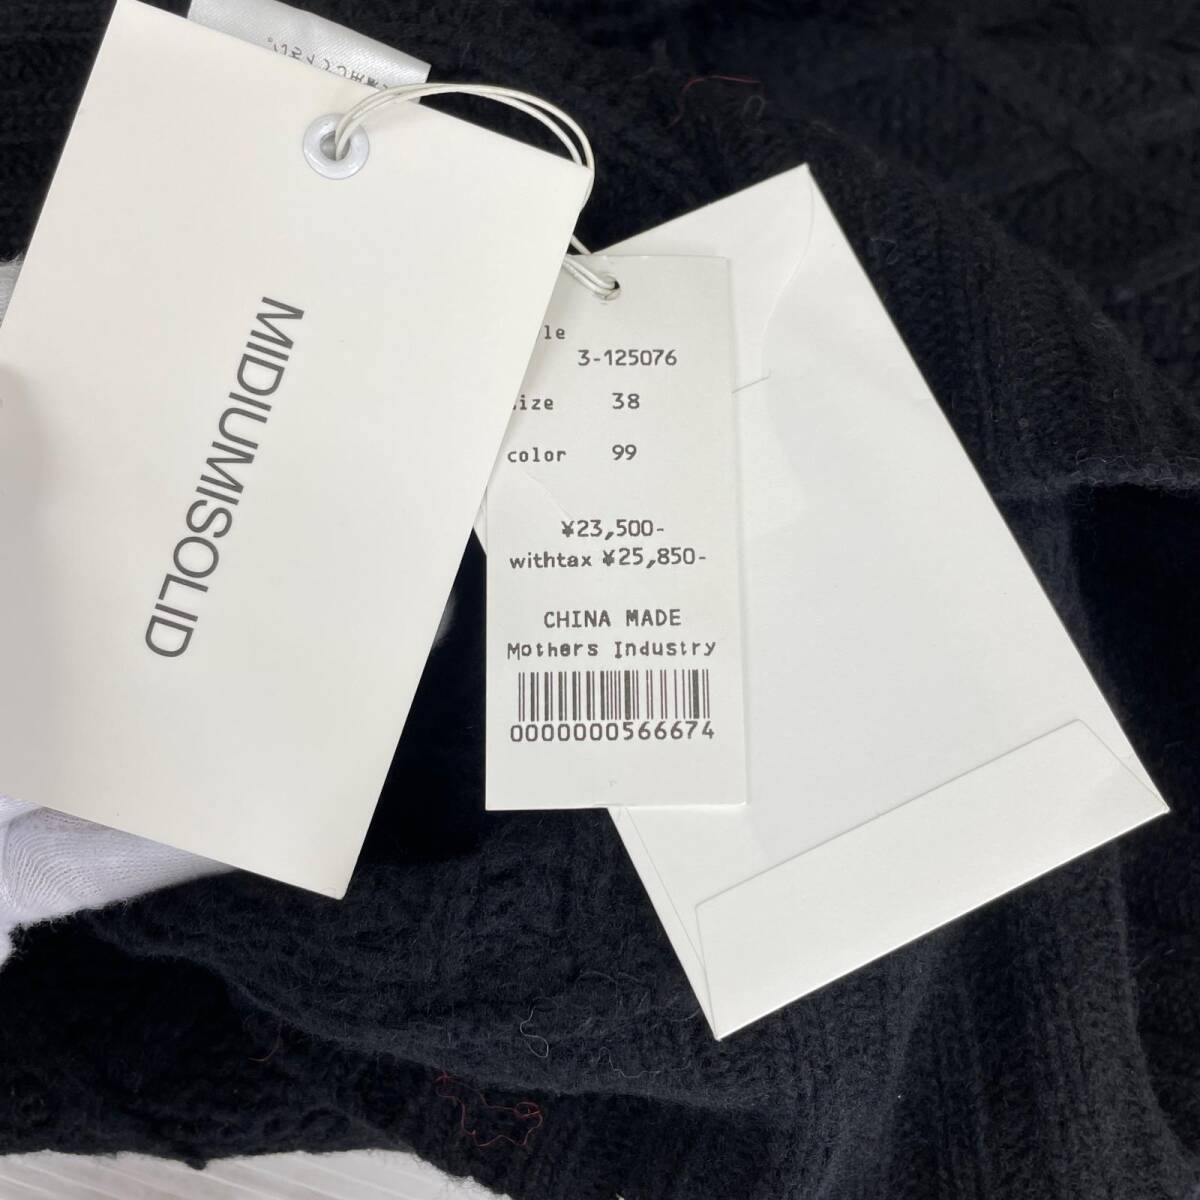 MIDIUMISOLID
le
3-125076
ize 38
color 99
¥23,500-
withtax ¥25,850-
CHINA MADE
Mothers Industry
0000000566674